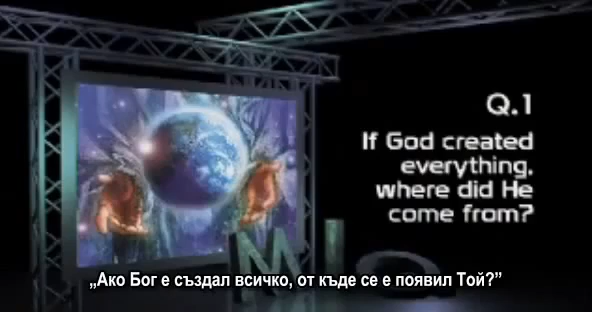 Q.1
If God created
everything,
where did He
come from?
M I Q
„Ако Бог е създал всичко, от къде се е появил Той?”